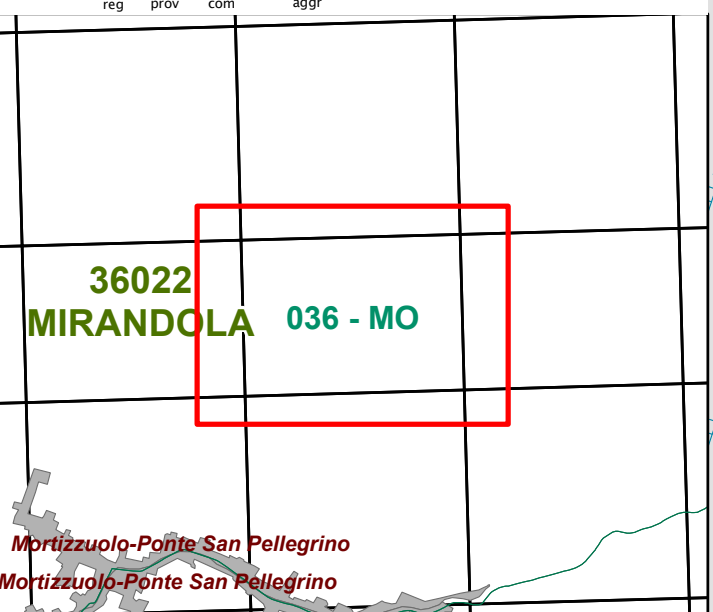 reg prov com aggr
36022
MIRANDOLA
036 - MO
Mortizzuolo-Ponte San Pellegrino
Mortizzuolo-Ponte San Pellegrino